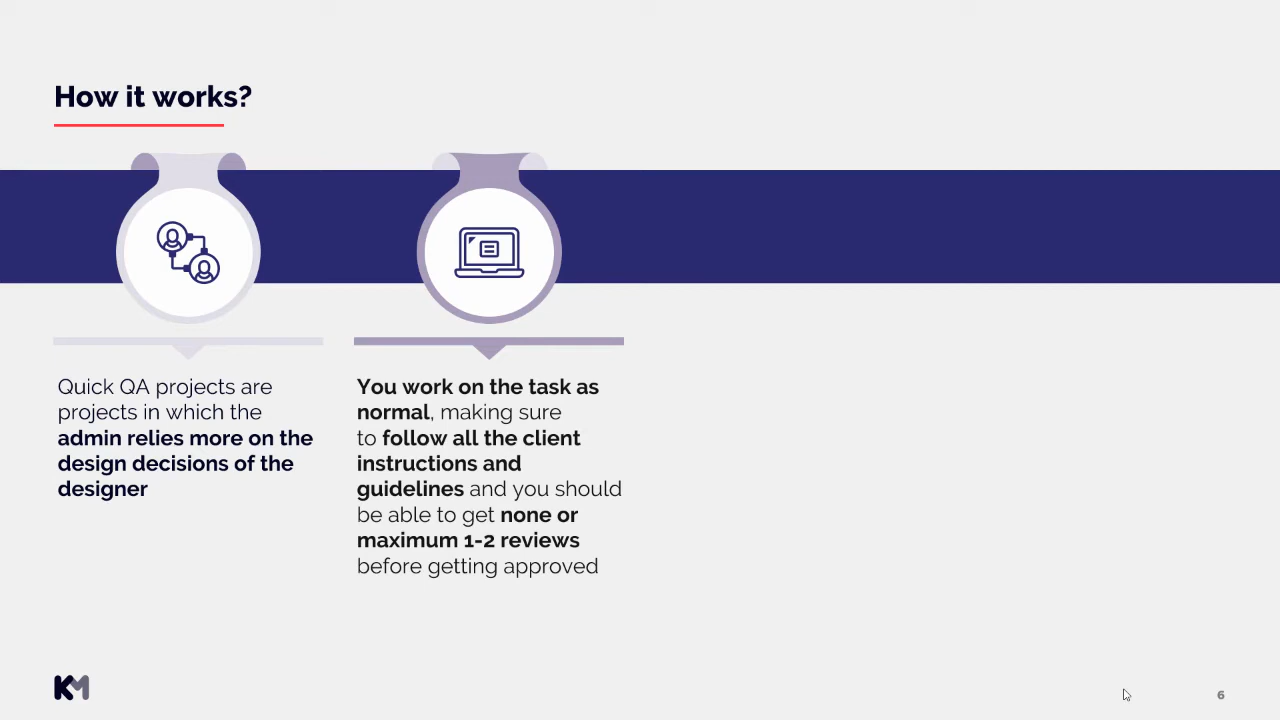 How it works?
Quick QA projects are
projects in which the
admin relies more on the
design decisions of the
designer
You work on the task as
normal, making sure
to follow all the client
instructions and
guidelines and you should
be able to get none or
maximum 1-2 reviews
before getting approved
KM
6